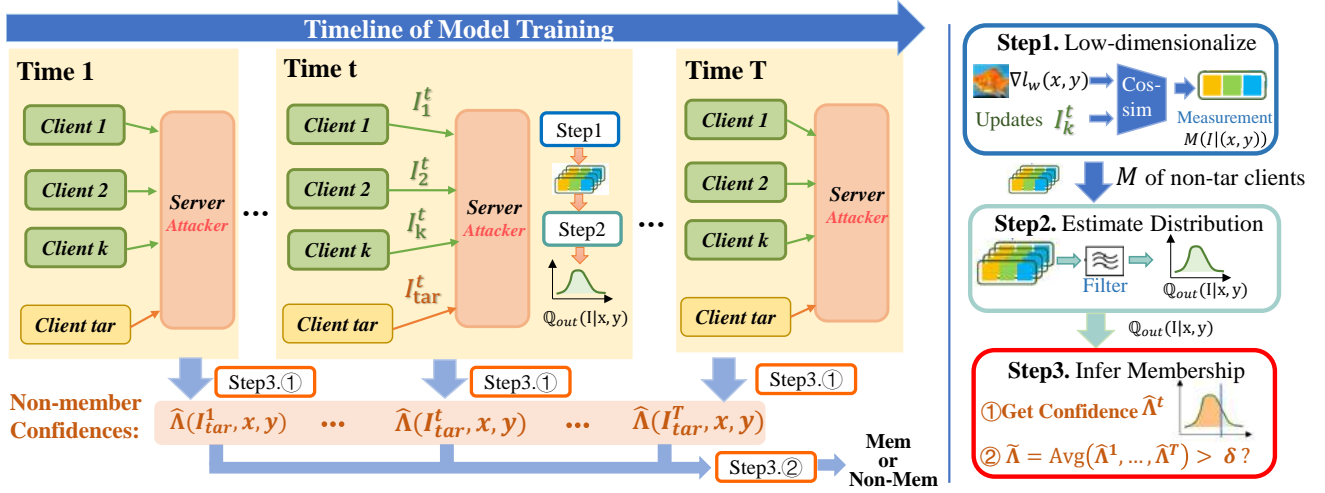 Timeline of Model Training
Time 1
Client 1
Client 2
Client k
Client tar
Server
Attacker
...
Time t
Client 1
Client 2
Client k
Client tar
I_1^t
I_2^t
I_k^t
I_tar^t
Server
Attacker
Step1
Step2
ℚ_out(I|x, y)
...
Time T
Client 1
Client 2
Client k
Client tar
Server
Attacker
Step3.①
Step3.①
Step3.①
Non-member
Confidences:
Λ̂(I_tar^1, x, y) ... Λ̂(I_tar^t, x, y) ... Λ̂(I_tar^T, x, y)
Step3.②
Mem
or
Non-Mem
Step1. Low-dimensionalize
∇l_w(x, y)
Updates I_k^t
Cos-
sim
Measurement
M(I|(x, y))
M of non-tar clients
Step2. Estimate Distribution
Filter
ℚ_out(I|x, y)
ℚ_out(I|x, y)
Step3. Infer Membership
①Get Confidence Λ̂^t
② Λ̃ = Avg(Λ̂^1, ..., Λ̂^T) > δ ?